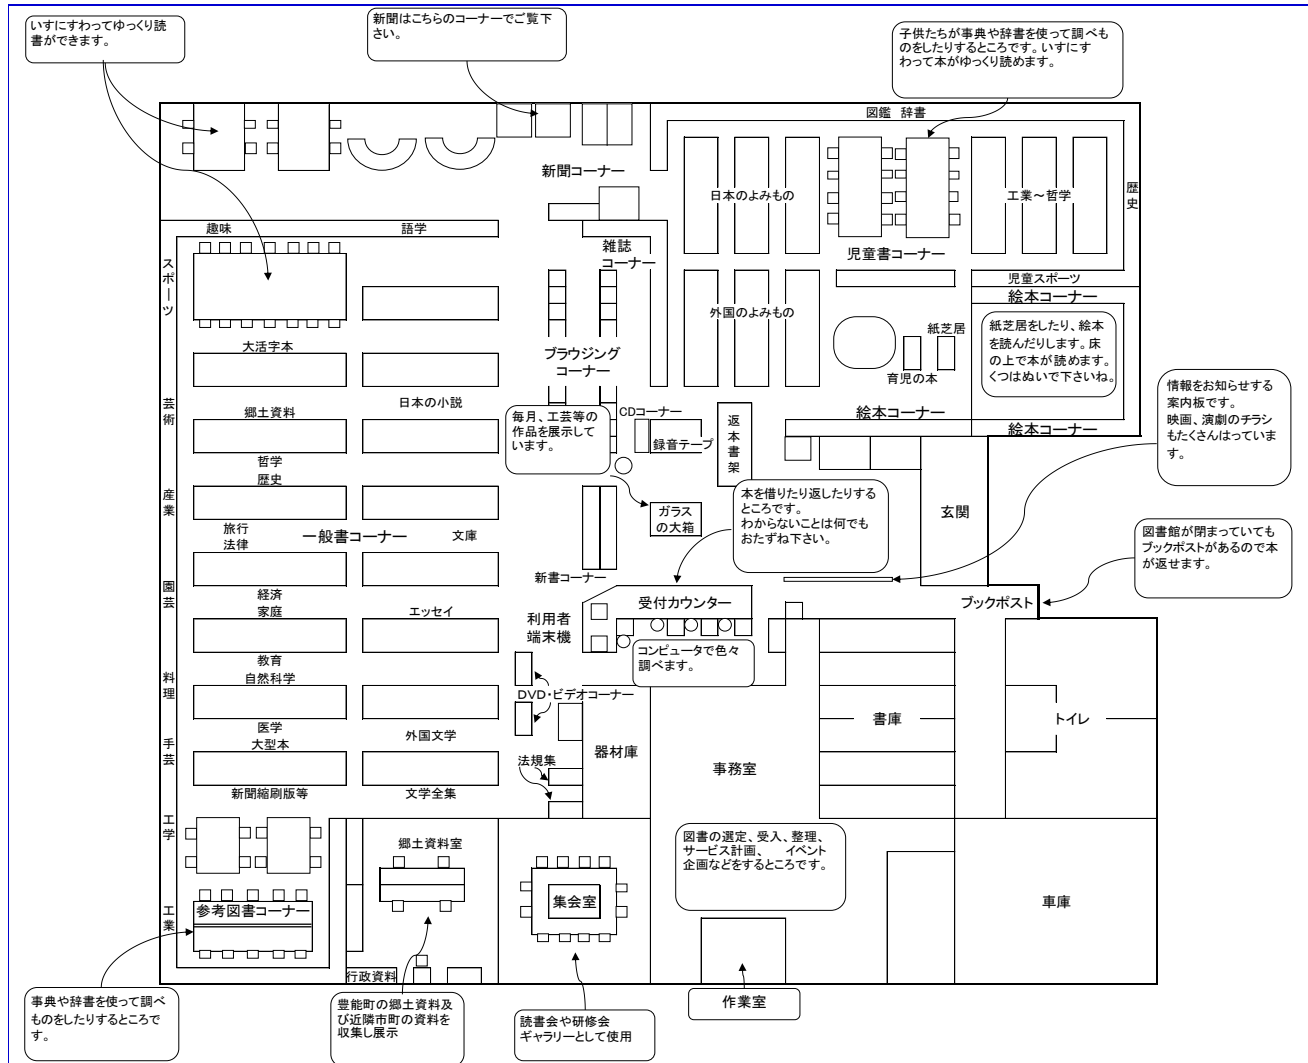 いすにすわってゆっくり読
書ができます。
新聞はこちらのコーナーでご覧下
さい。
子供たちが事典や辞書を使って調べも
のをしたりするところです。いすにす
わって本がゆっくり読めます。
図鑑 辞書
新聞コーナー
日本のよみもの
工業～哲学
歴史
趣味
語学
雑誌
コーナー
児童書コーナー
スポーツ
児童スポーツ
絵本コーナー
外国のよみもの
紙芝居
紙芝居をしたり、絵本
を読んだりします。床
の上で本が読めます。
くつはぬいで下さいね。
大活字本
ブラウジング
コーナー
育児の本
情報をお知らせする
案内板です。
映画、演劇のチラシ
もたくさんはっていま
す。
芸術
郷土資料
日本の小説
毎月、工芸等の
作品を展示して
います。
CDコーナー
録音テープ
返本書架
絵本コーナー
絵本コーナー
哲学
歴史
産業
本を借りたり返したりする
ところです。
わからないことは何でも
おたずね下さい。
ガラス
の大箱
玄関
旅行
法律
一般書コーナー
文庫
図書館が閉まっていても
ブックポストがあるので本
が返せます。
新書コーナー
園芸
経済
家庭
エッセイ
利用者
端末機
受付カウンター
ブックポスト
コンピュータで色々
調べます。
教育
自然科学
料理
DVD・ビデオコーナー
医学
大型本
外国文学
手芸
器材庫
事務室
書庫
トイレ
法規集
新聞縮刷版等
文学全集
工学
郷土資料室
図書の選定、受入、整理、
サービス計画、 イベント
企画などをするところです。
工業
参考図書コーナー
集会室
車庫
行政資料
事典や辞書を使って調べ
ものをしたりするところで
す。
豊能町の郷土資料及
び近隣市町の資料を
収集し展示
読書会や研修会
ギャラリーとして使用
作業室